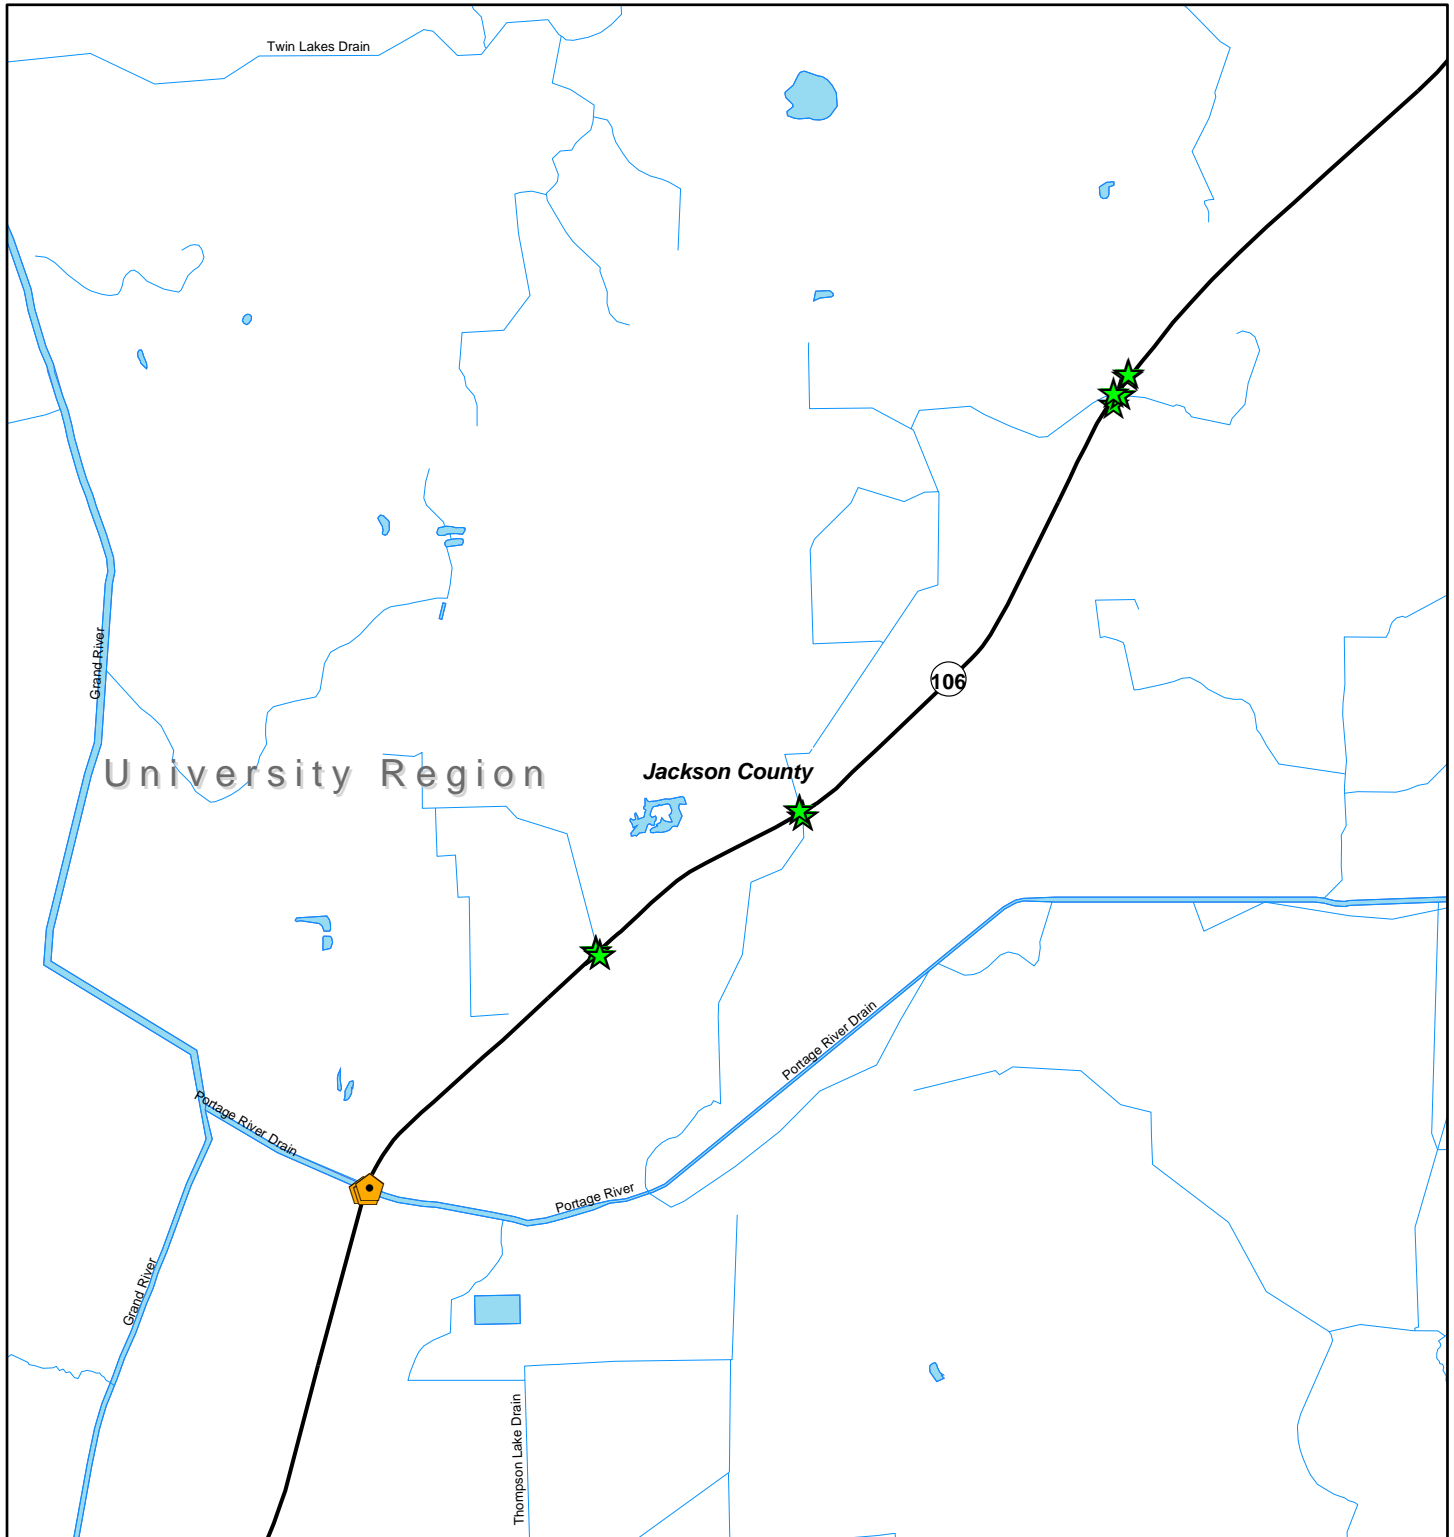 Twin Lakes Drain
Grand River
106
University Region
Jackson County
Portage River Drain
Portage River Drain
Portage River
Grand River
Thompson Lake Drain